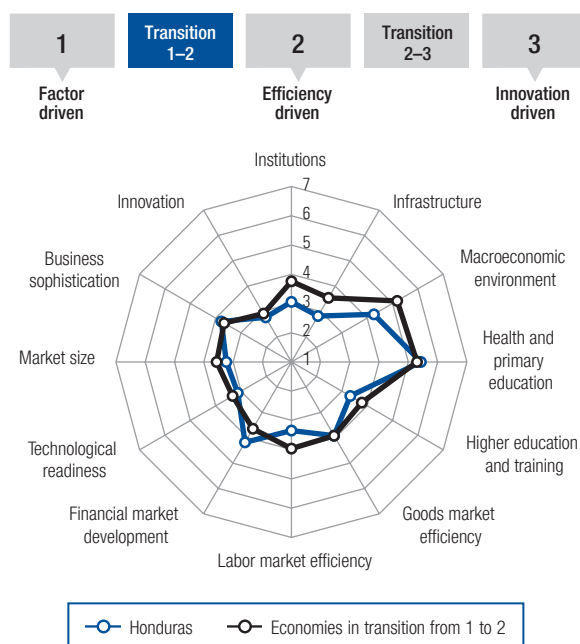 1
Transition
1–2
2
Transition
2–3
3
Factor
driven
Efficiency
driven
Innovation
driven
Institutions
Infrastructure
Macroeconomic
environment
Health and
primary
education
Higher education
and training
Goods market
efficiency
Labor market efficiency
Financial market
development
Technological
readiness
Market size
Business
sophistication
Innovation
7
6
5
4
3
2
1
Honduras
Economies in transition from 1 to 2